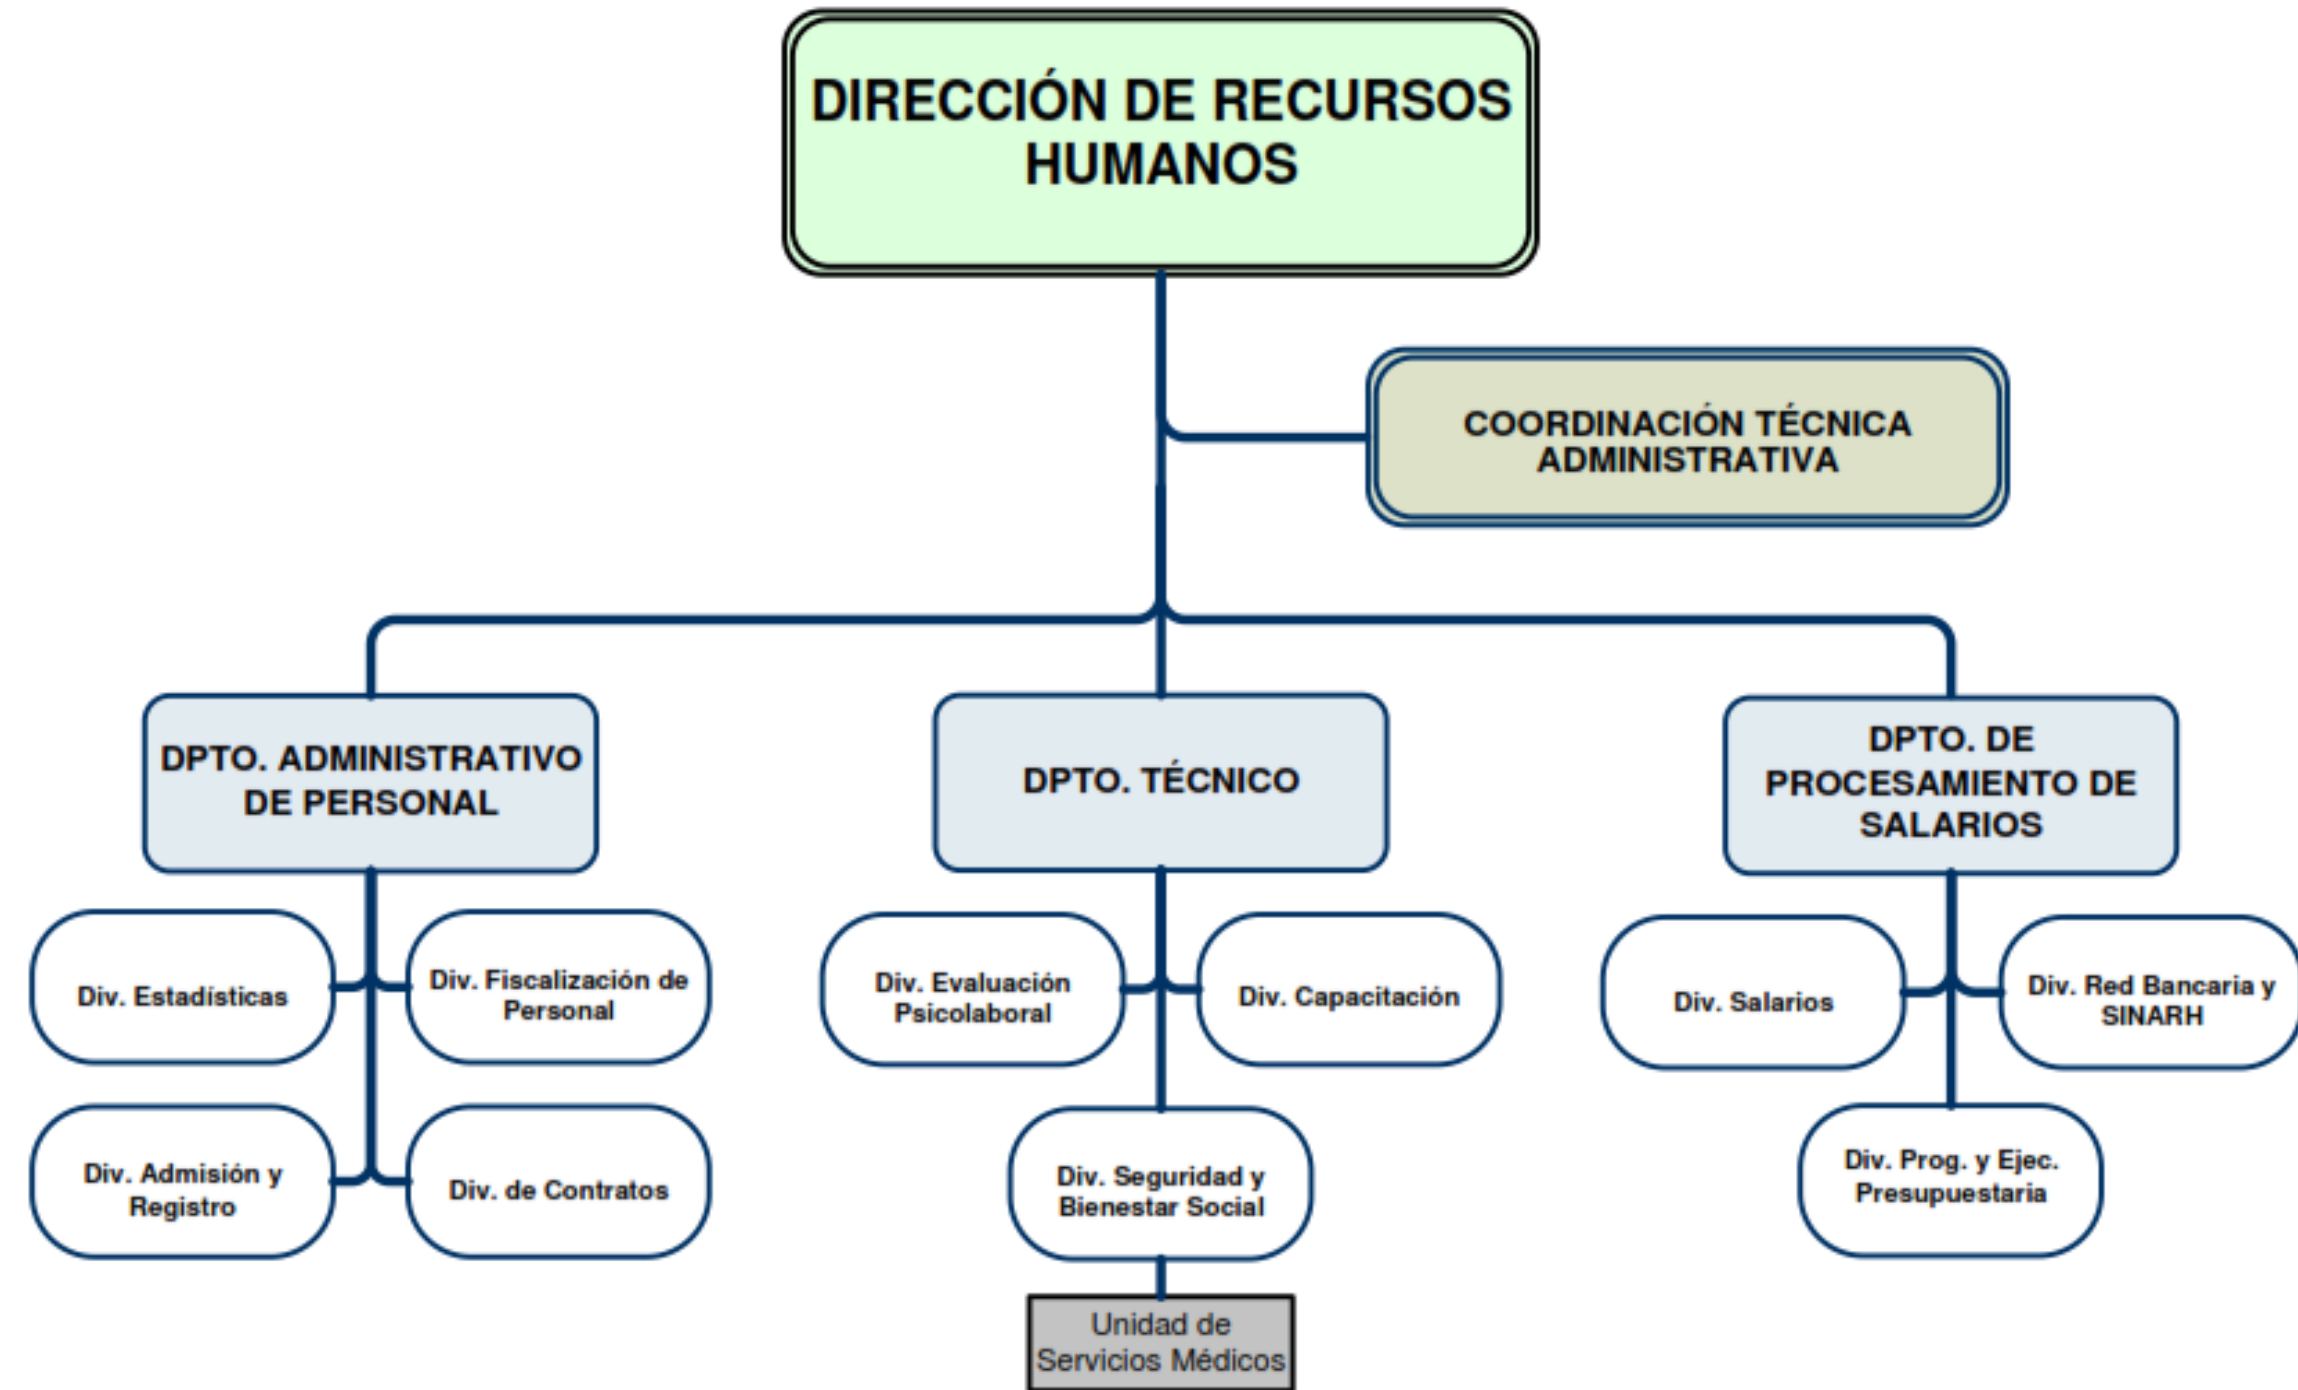 DIRECCIÓN DE RECURSOS
HUMANOS
COORDINACIÓN TÉCNICA
ADMINISTRATIVA
DPTO. ADMINISTRATIVO
DE PERSONAL
DPTO. TÉCNICO
DPTO. DE
PROCESAMIENTO DE
SALARIOS
Div. Estadísticas
Div. Fiscalización de
Personal
Div. Admisión y
Registro
Div. de Contratos
Div. Evaluación
Psicolaboral
Div. Capacitación
Div. Seguridad y
Bienestar Social
Unidad de
Servicios Médicos
Div. Salarios
Div. Red Bancaria y
SINARH
Div. Prog. y Ejec.
Presupuestaria